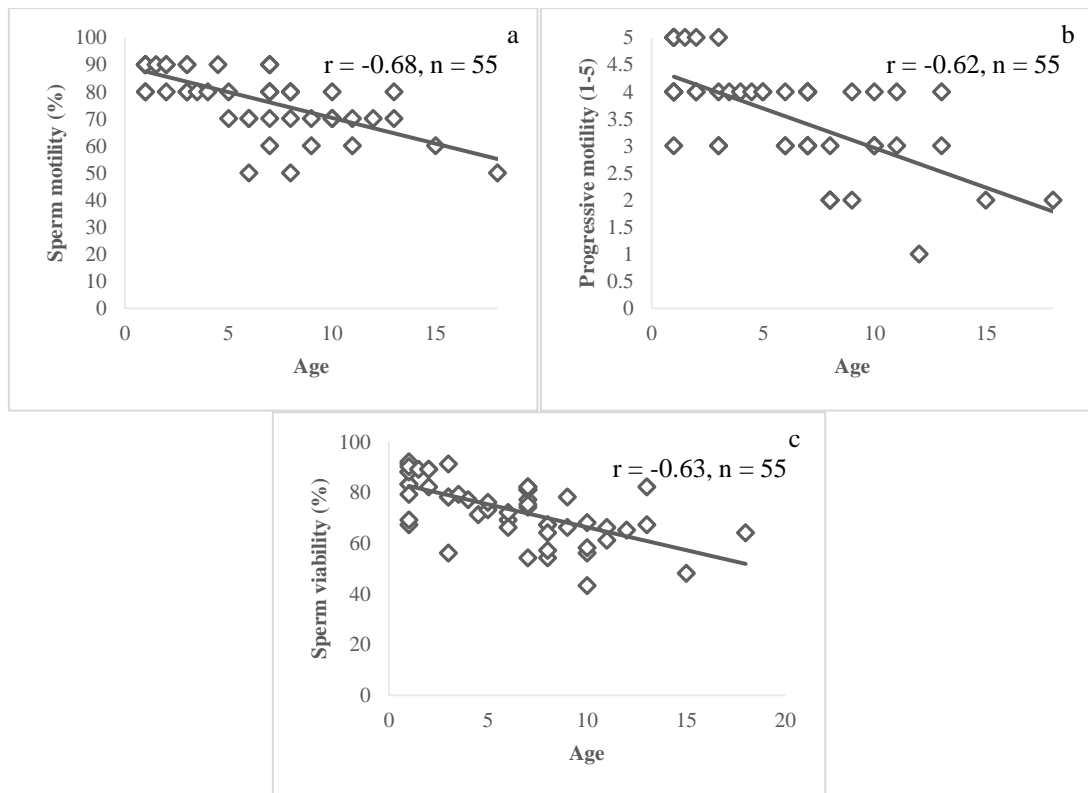 a
r = -0.68, n = 55
Sperm motility (%)
100
90
80
70
60
50
40
30
20
10
0
0 5 10 15
Age
b
r = -0.62, n = 55
Progressive motility (1-5)
5
4.5
4
3.5
3
2.5
2
1.5
1
0.5
0
0 5 10 15
Age
c
r = -0.63, n = 55
Sperm viability (%)
100
80
60
40
20
0
0 5 10 15 20
Age